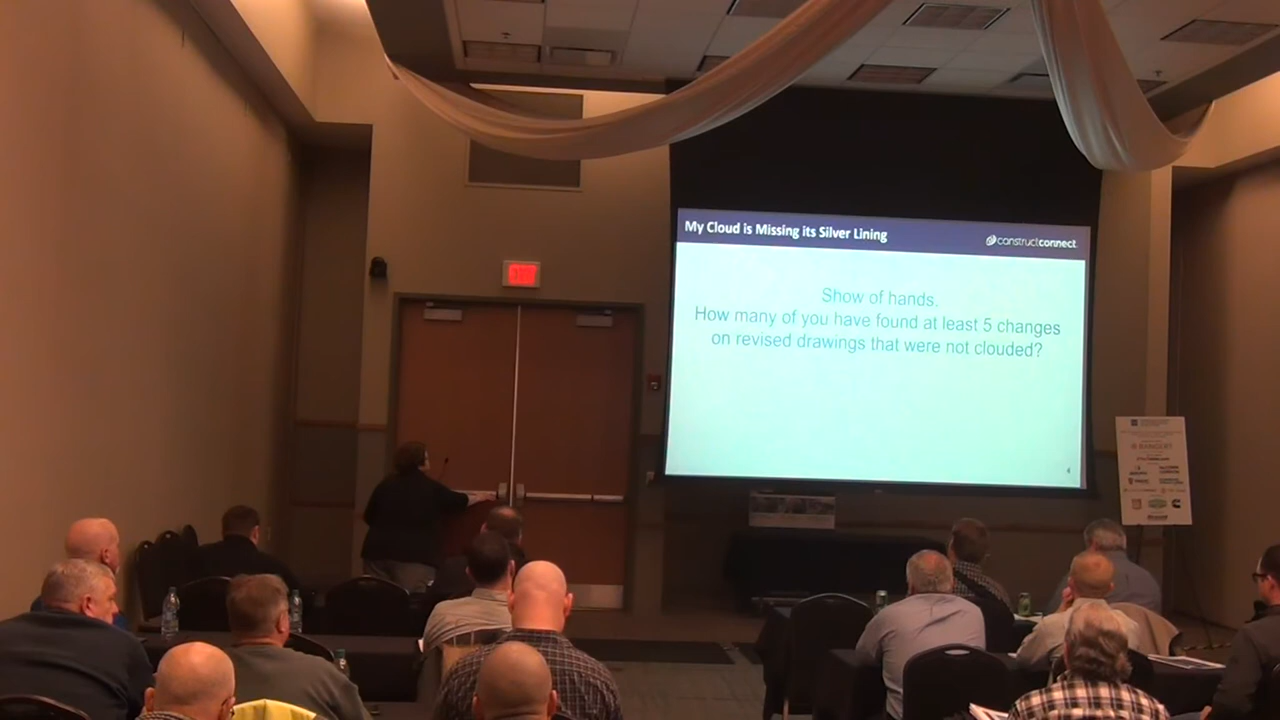 My Cloud is Missing its Silver Lining
constructconnect
Show of hands.
How many of you have found at least 5 changes
on revised drawings that were not clouded?
4
EXIT